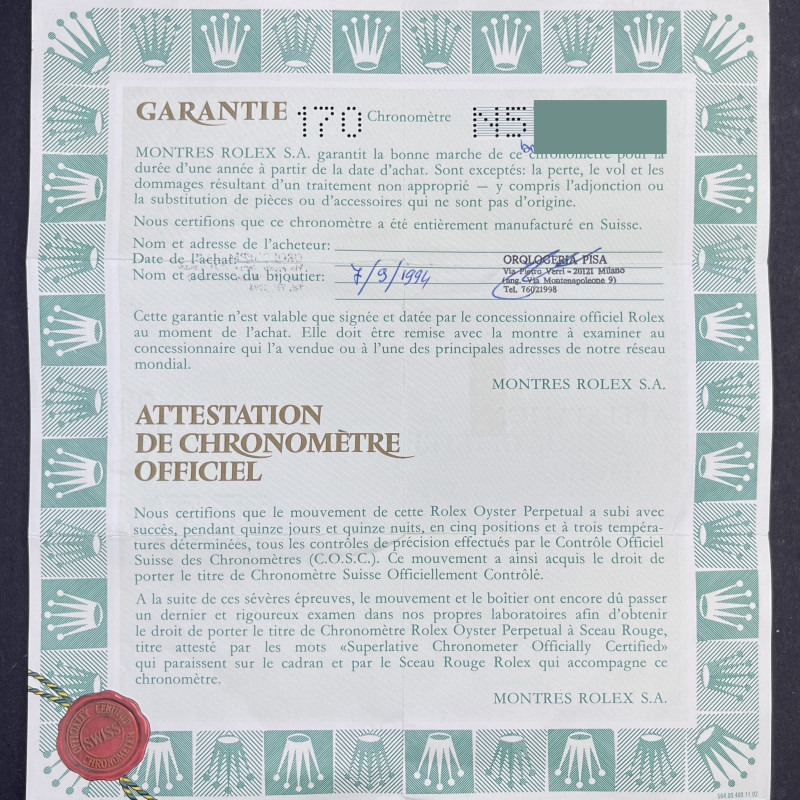 GARANTIE 170 Chronomètre N5
MONTRES ROLEX S.A. garantit la bonne marche de ce chronomètre pour la
durée d'une année à partir de la date d'achat. Sont exceptés: la perte, le vol et les
dommages résultant d'un traitement non approprié — y compris l'adjonction ou
la substitution de pièces ou d'accessoires qui ne sont pas d'origine.
Nous certifions que ce chronomètre a été entièrement manufacturé en Suisse.
Nom et adresse de l'acheteur:
Date de l'achat:
Nom et adresse du bijoutier: 7/9/1994
OROLOGERIA PISA
Via Pietro Verri - 20121 Milano
(ang. Via Montenapoleone 9)
Tel. 76021998
Cette garantie n'est valable que signée et datée par le concessionnaire officiel Rolex
au moment de l'achat. Elle doit être remise avec la montre à examiner au
concessionnaire qui l'a vendue ou à l'une des principales adresses de notre réseau
mondial.
MONTRES ROLEX S.A.
ATTESTATION
DE CHRONOMÈTRE
OFFICIEL
Nous certifions que le mouvement de cette Rolex Oyster Perpetual a subi avec
succès, pendant quinze jours et quinze nuits, en cinq positions et à trois tempéra-
tures déterminées, tous les contrôles de précision effectués par le Contrôle Officiel
Suisse des Chronomètres (C.O.S.C.). Ce mouvement a ainsi acquis le droit de
porter le titre de Chronomètre Suisse Officiellement Contrôlé.
A la suite de ces sévères épreuves, le mouvement et le boîtier ont encore dû passer
un dernier et rigoureux examen dans nos propres laboratoires afin d'obtenir
le droit de porter le titre de Chronomètre Rolex Oyster Perpetual à Sceau Rouge,
titre attesté par les mots «Superlative Chronometer Officially Certified»
qui paraissent sur le cadran et par le Sceau Rouge Rolex qui accompagne ce
chronomètre.
MONTRES ROLEX S.A.
OFFICIALLY CERTIFIED
SWISS
CHRONOMETER
564.00.400.11.92